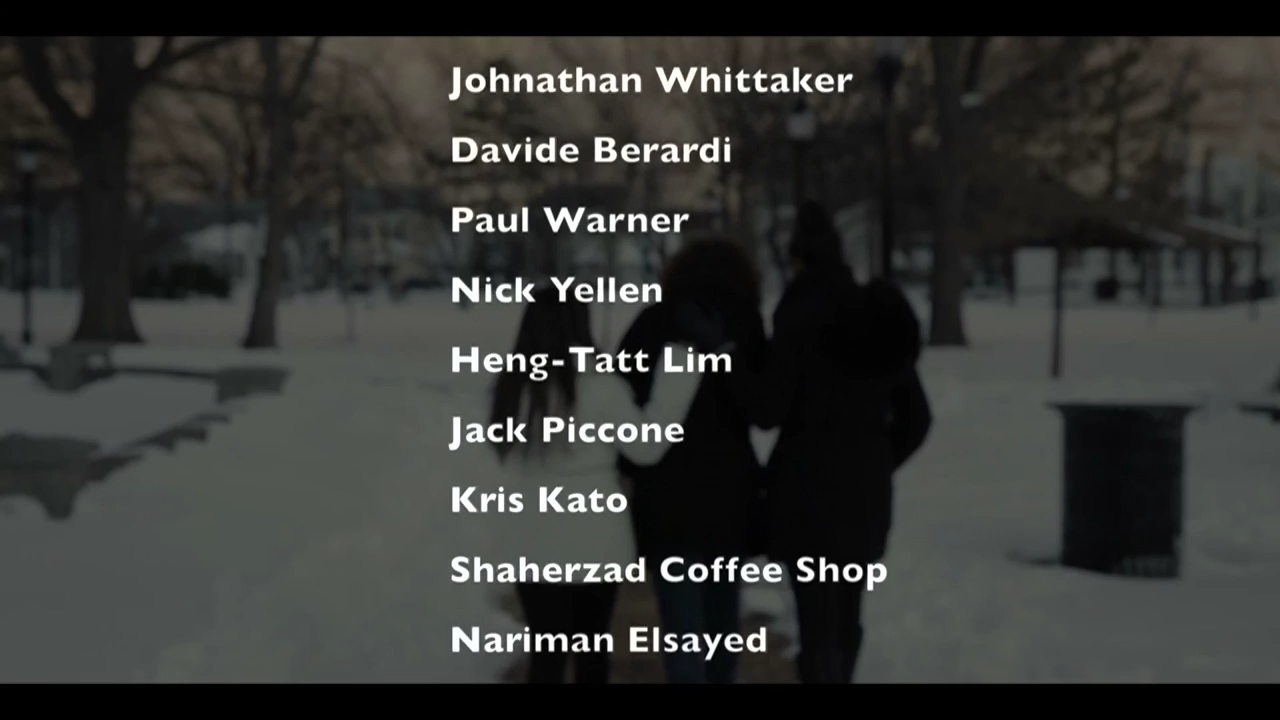 Johnathan Whittaker
Davide Berardi
Paul Warner
Nick Yellen
Heng-Tatt Lim
Jack Piccone
Kris Kato
Shaherzad Coffee Shop
Nariman Elsayed